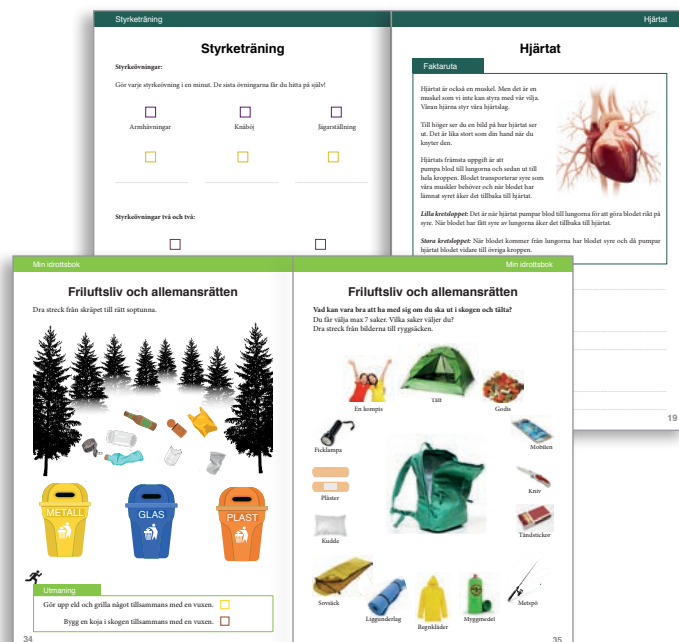 Styrketräning
Styrketräning
Styrkeövningar:
Gör varje styrkeövning i en minut. De sista övningarna får du hitta på själv!
Armhävningar
Knäböj
Jägarställning
Styrkeövningar två och två:
Hjärtat
Hjärtat
Faktaruta
Hjärtat är också en muskel. Men det är en
muskel som vi inte kan styra med vår vilja.
Våran hjärna styr våra hjärtslag.
Till höger ser du en bild på hur hjärtat ser
ut. Det är lika stort som din hand när du
knyter den.
Hjärtats främsta uppgift är att
pumpa blod till lungorna och sedan ut till
hela kroppen. Blodet transporterar syre som
våra muskler behöver och när blodet har
lämnat syret åker det tillbaka till hjärtat.
Lilla kretsloppet: Det är när hjärtat pumpar blod till lungorna för att göra blodet rikt på
syre. När blodet har fått syre av lungorna åker det tillbaka till hjärtat.
Stora kretsloppet: När blodet kommer från lungorna har blodet syre och då pumpar
hjärtat blodet vidare till övriga kroppen.
19
Min idrottsbok
Friluftsliv och allemansrätten
Dra streck från skräpet till rätt soptunna.
METALL
GLAS
PLAST
Utmaning
Gör upp eld och grilla något tillsammans med en vuxen.
Bygg en koja i skogen tillsammans med en vuxen.
34
Min idrottsbok
Friluftsliv och allemansrätten
Vad kan vara bra att ha med sig om du ska ut i skogen och tälta?
Du får välja max 7 saker. Vilka saker väljer du?
Dra streck från bilderna till ryggsäcken.
En kompis
Tält
Godis
Ficklampa
Mobilen
Plåster
Kniv
Kudde
Tändstickor
Sovsäck
Liggunderlag
Regnkläder
Myggmedel
Metspö
35